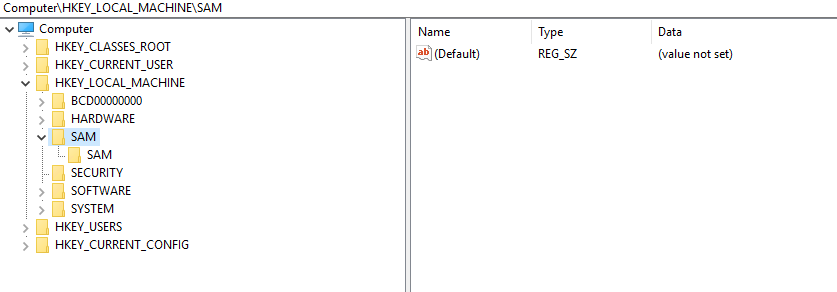 Computer\HKEY_LOCAL_MACHINE\SAM
Computer
HKEY_CLASSES_ROOT
HKEY_CURRENT_USER
HKEY_LOCAL_MACHINE
BCD00000000
HARDWARE
SAM
SAM
SECURITY
SOFTWARE
SYSTEM
HKEY_USERS
HKEY_CURRENT_CONFIG
Name Type Data
ab (Default) REG_SZ (value not set)